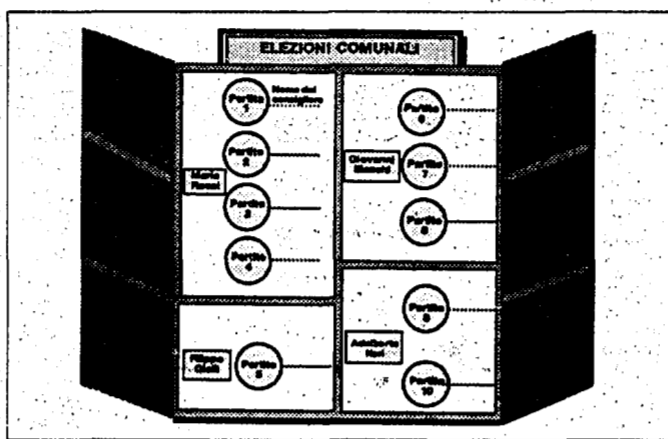 ELEZIONI COMUNALI
Partito
1
Nome del
consigliere
Partito
2
Mario
Rossi
Partito
3
Partito
4
Partito
6
Giovanni
Bianchi
Partito
7
Partito
8
Filippo
Gialli
Partito
5
Partito
9
Adalberto
Neri
Partito
10